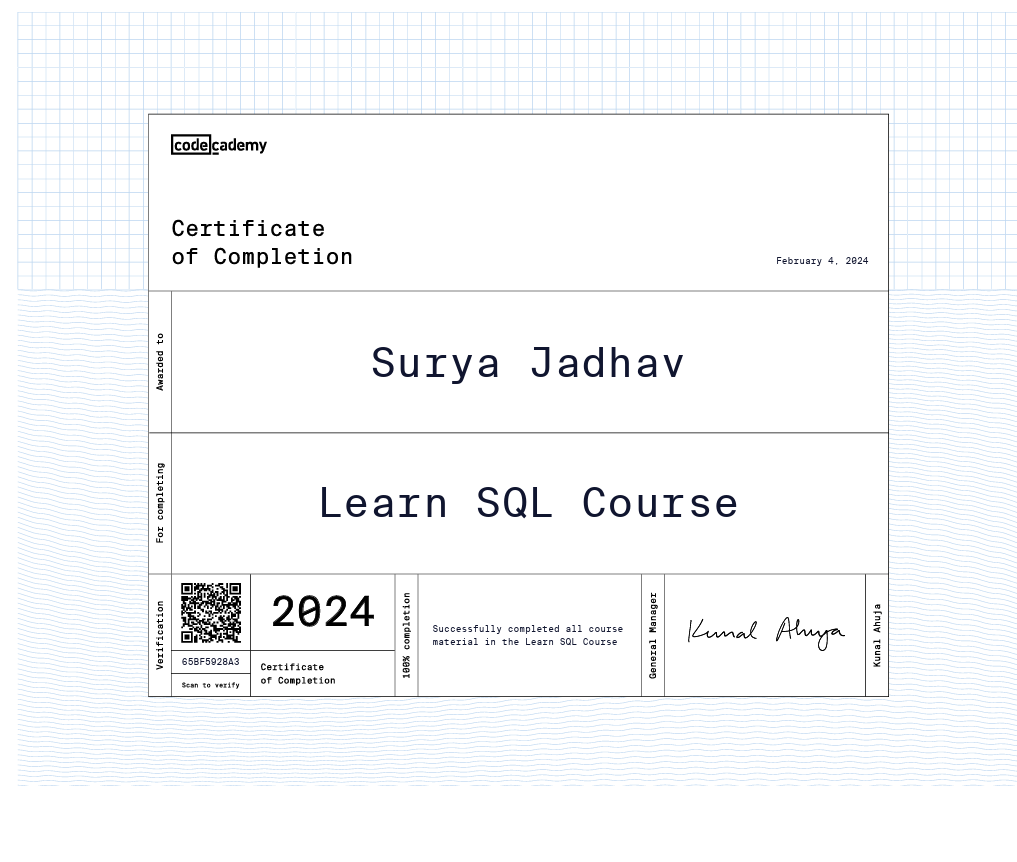 codecademy
Certificate
of Completion
February 4, 2024
Awarded to
Surya Jadhav
For completing
Learn SQL Course
Verification
65BF5928A3
Scan to verify
2024
Certificate
of Completion
100% completion
Successfully completed all course
material in the Learn SQL Course
General Manager
Kunal Ahuja
Kunal Ahuja